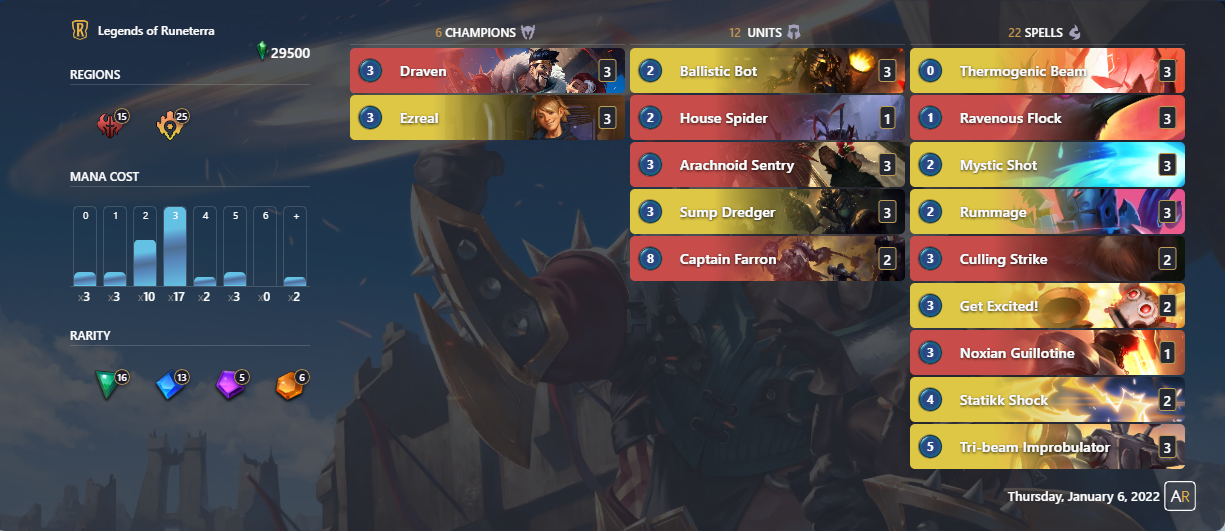 Legends of Runeterra
29500
REGIONS
15 25
MANA COST
0 1 2 3 4 5 6 +
x3 x3 x10 x17 x2 x3 x0 x2
RARITY
16 13 5 6
6 CHAMPIONS
3 Draven 3
3 Ezreal 3
12 UNITS
2 Ballistic Bot 3
2 House Spider 1
3 Arachnoid Sentry 3
3 Sump Dredger 3
8 Captain Farron 2
22 SPELLS
0 Thermogenic Beam 3
1 Ravenous Flock 3
2 Mystic Shot 3
2 Rummage 3
3 Culling Strike 2
3 Get Excited! 2
3 Noxian Guillotine 1
4 Statikk Shock 2
5 Tri-beam Improbulator 3
Thursday, January 6, 2022 AR